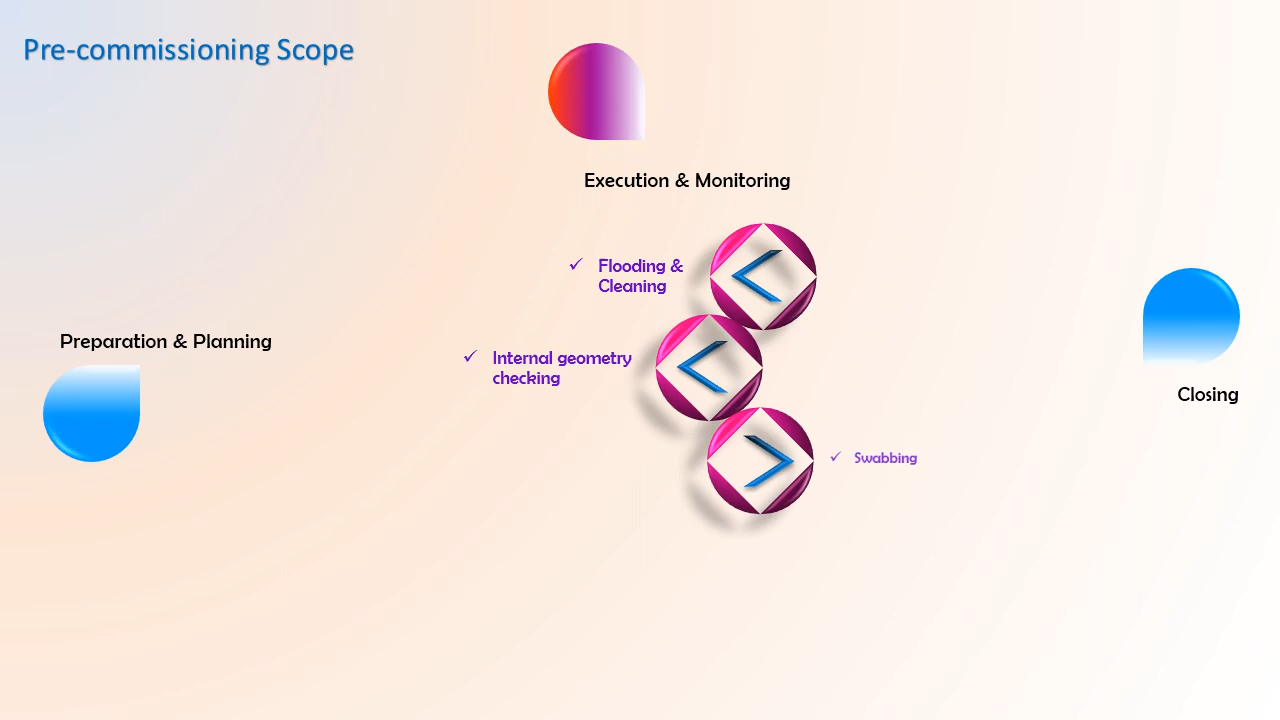 Pre-commissioning Scope
Execution & Monitoring
✓ Flooding &
Cleaning
Preparation & Planning
✓ Internal geometry
checking
Closing
✓ Swabbing